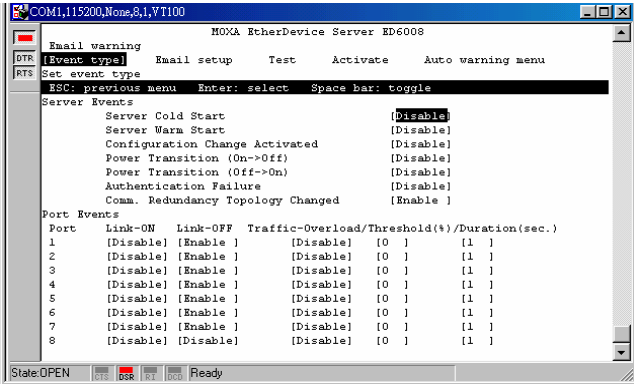 COM1,115200,None,8,1,VT100
MOXA EtherDevice Server ED6008
Email warning
[Event type] Email setup Test Activate Auto warning menu
Set event type
ESC: previous menu Enter: select Space bar: toggle
Server Events
Server Cold Start [Disable]
Server Warm Start [Disable]
Configuration Change Activated [Disable]
Power Transition (On->Off) [Disable]
Power Transition (Off->On) [Disable]
Authentication Failure [Disable]
Comm. Redundancy Topology Changed [Enable ]
Port Events
Port Link-ON Link-OFF Traffic-Overload/Threshold(%)/Duration(sec.)
1 [Disable] [Enable ] [Disable] [0 ] [1 ]
2 [Disable] [Enable ] [Disable] [0 ] [1 ]
3 [Disable] [Enable ] [Disable] [0 ] [1 ]
4 [Disable] [Enable ] [Disable] [0 ] [1 ]
5 [Disable] [Enable ] [Disable] [0 ] [1 ]
6 [Disable] [Enable ] [Disable] [0 ] [1 ]
7 [Disable] [Enable ] [Disable] [0 ] [1 ]
8 [Disable] [Disable] [Disable] [0 ] [1 ]
DTR
RTS
State:OPEN CTS DSR RI DCD Ready